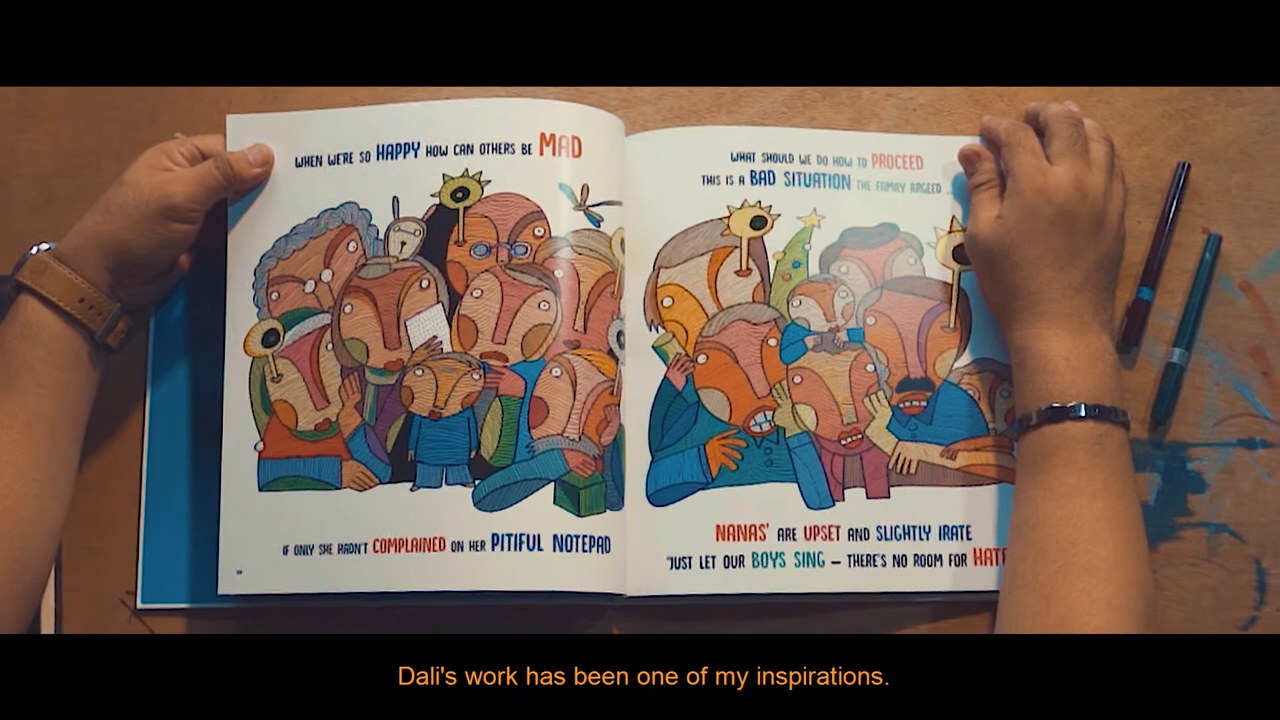 WHEN WE'RE SO HAPPY HOW CAN OTHERS BE MAD
IF ONLY SHE HADN'T COMPLAINED ON HER PITIFUL NOTEPAD
WHAT SHOULD WE DO HOW TO PROCEED
THIS IS A BAD SITUATION THE FAMILY ARGEED
NANAS' ARE UPSET AND SLIGHTLY IRATE
"JUST LET OUR BOYS SING – THERE'S NO ROOM FOR
Dali's work has been one of my inspirations.